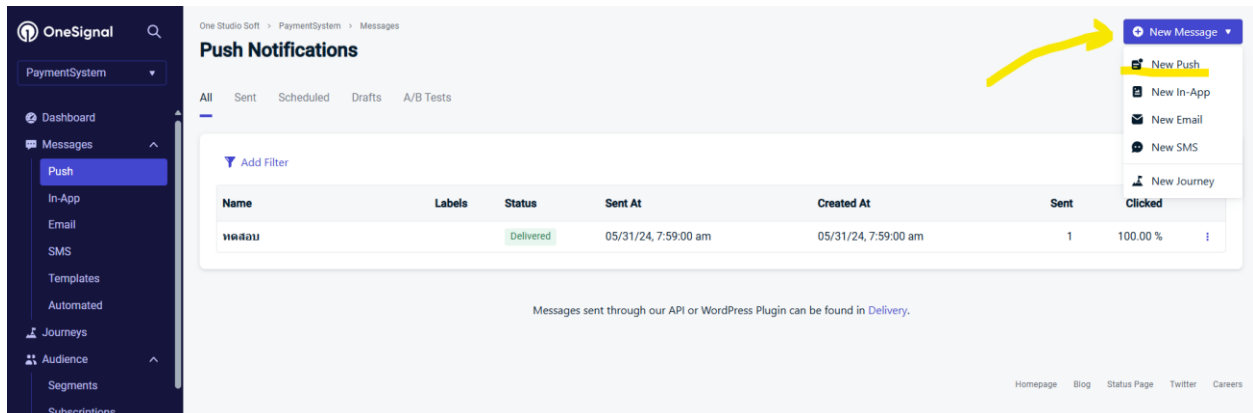 OneSignal
PaymentSystem
Dashboard
Messages
Push
In-App
Email
SMS
Templates
Automated
Journeys
Audience
Segments
Subscriptions
One Studio Soft > PaymentSystem > Messages
Push Notifications
New Message
New Push
New In-App
New Email
New SMS
New Journey
All Sent Scheduled Drafts A/B Tests
Add Filter
Name Labels Status Sent At Created At Sent Clicked
ทดสอบ Delivered 05/31/24, 7:59:00 am 05/31/24, 7:59:00 am 1 100.00 %
Messages sent through our API or WordPress Plugin can be found in Delivery.
Homepage Blog Status Page Twitter Careers